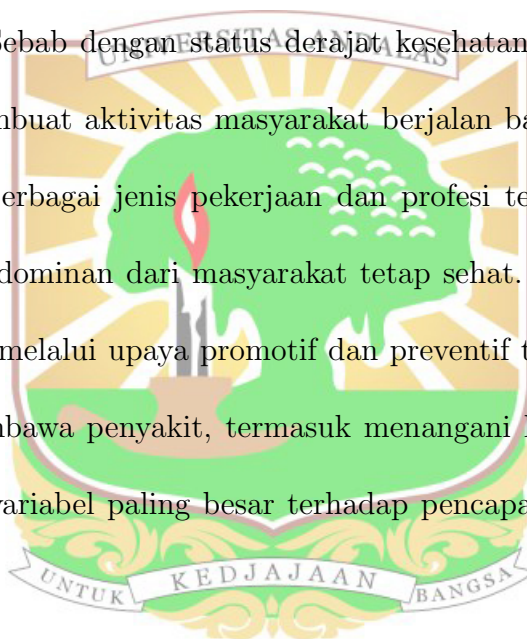 Sebab dengan status derajat kesehatan
UNIVERSITAS ANDALAS
mbuat aktivitas masyarakat berjalan ba
erbagai jenis pekerjaan dan profesi te
dominan dari masyarakat tetap sehat.
melalui upaya promotif dan preventif t
nbawa penyakit, termasuk menangani
variabel paling besar terhadap pencapa
UNTUK KEDJAJAAN BANGSA